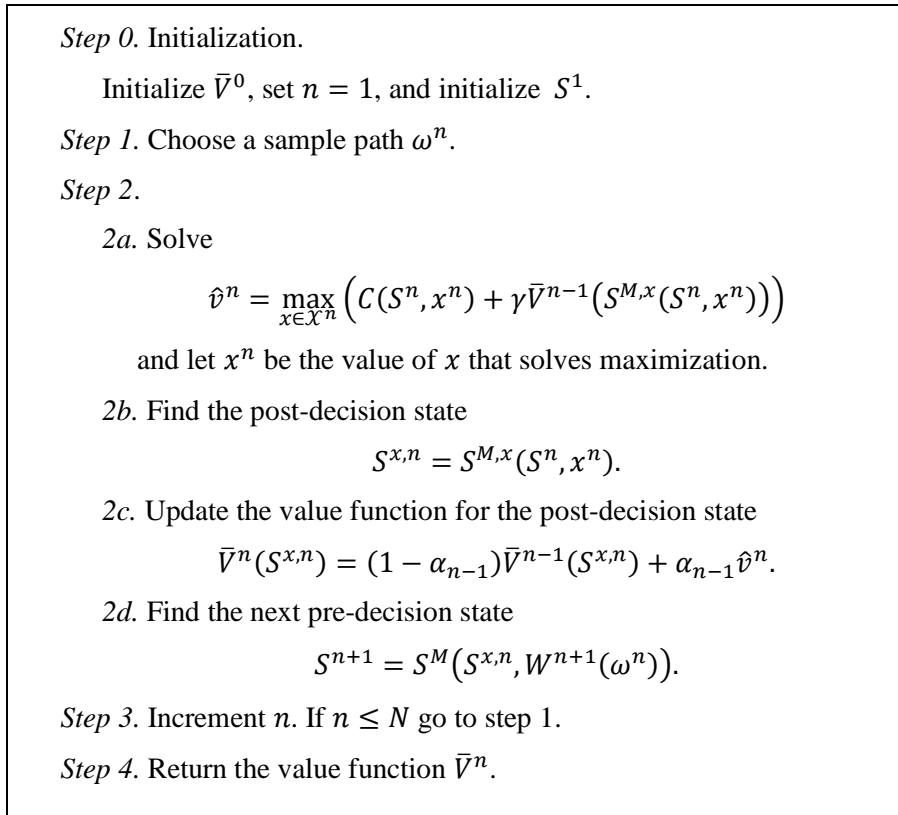 Step 0. Initialization.
Initialize V̄⁰, set n = 1, and initialize S¹.
Step 1. Choose a sample path ωⁿ.
Step 2.
2a. Solve
v̂ⁿ = max_{x∈𝒳ⁿ} (C(Sⁿ, xⁿ) + γV̄ⁿ⁻¹(S^{M,x}(Sⁿ, xⁿ)))
and let xⁿ be the value of x that solves maximization.
2b. Find the post-decision state
S^{x,n} = S^{M,x}(Sⁿ, xⁿ).
2c. Update the value function for the post-decision state
V̄ⁿ(S^{x,n}) = (1 − α_{n−1})V̄ⁿ⁻¹(S^{x,n}) + α_{n−1}v̂ⁿ.
2d. Find the next pre-decision state
Sⁿ⁺¹ = S^M(S^{x,n}, Wⁿ⁺¹(ωⁿ)).
Step 3. Increment n. If n ≤ N go to step 1.
Step 4. Return the value function V̄ⁿ.